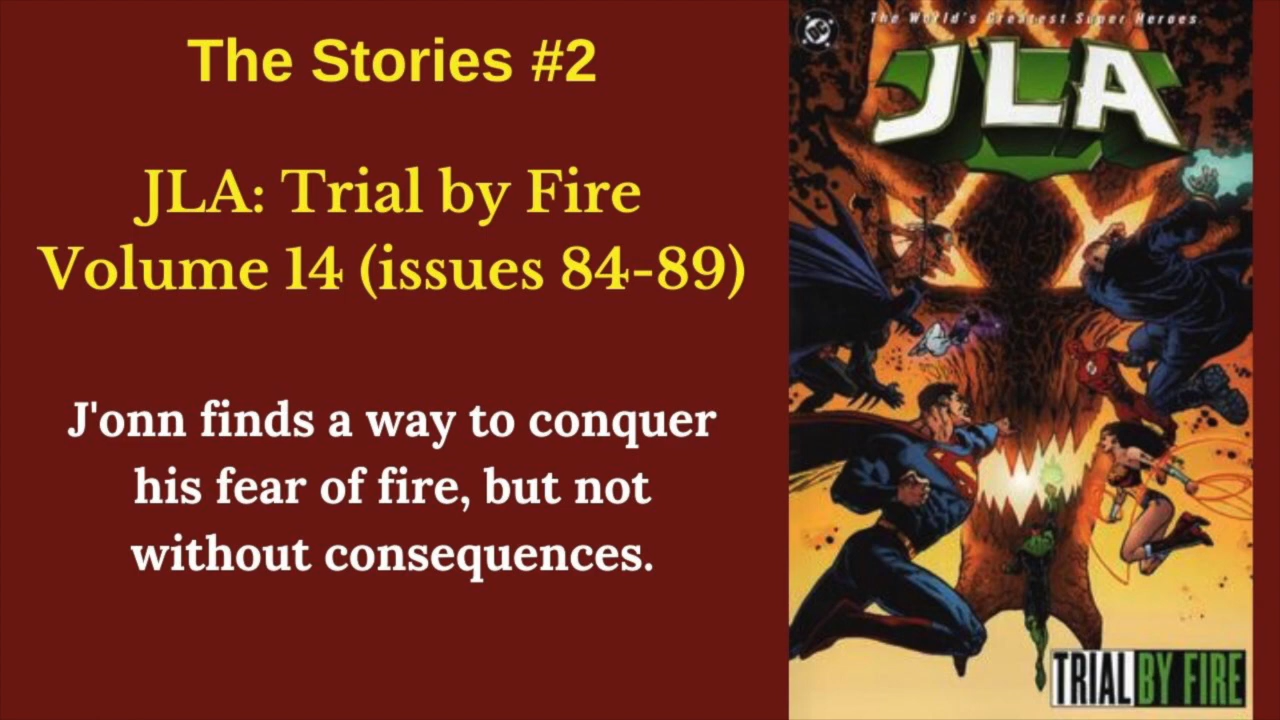 The Stories #2
JLA: Trial by Fire
Volume 14 (issues 84-89)
J'onn finds a way to conquer
his fear of fire, but not
without consequences.
The World's Greatest Super Heroes
DC
JLA
TRIAL BY FIRE